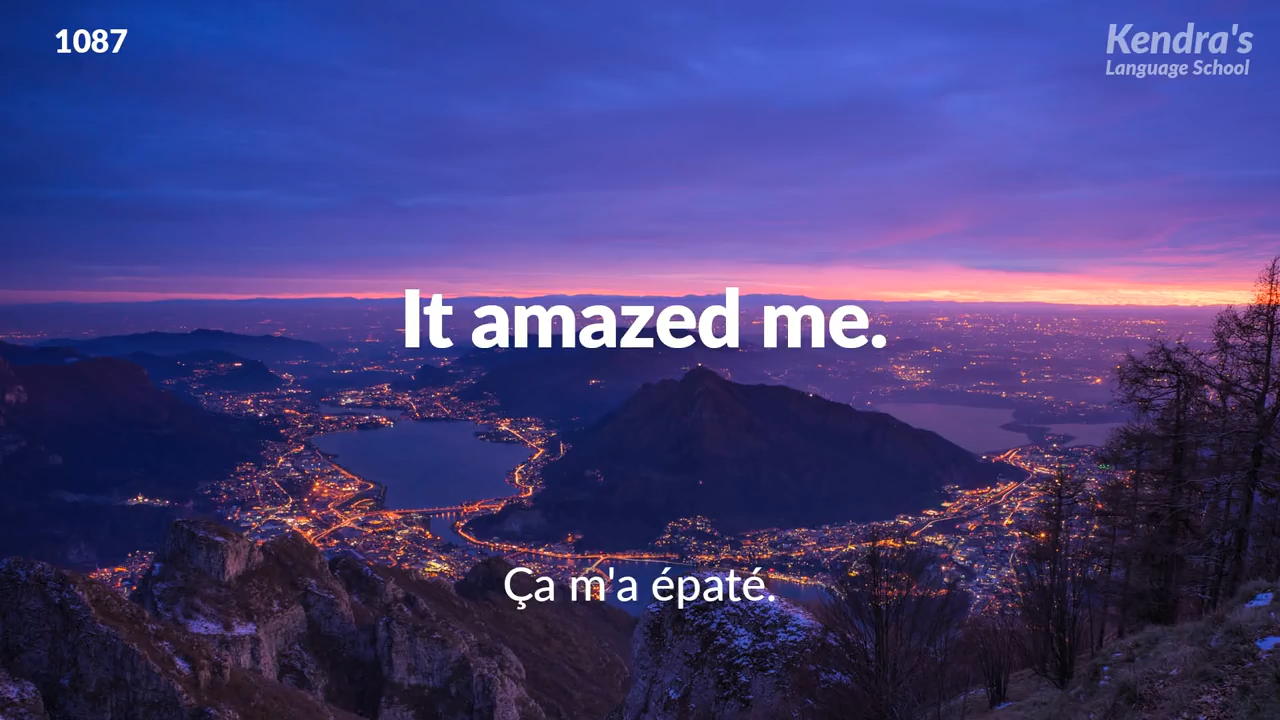 1087
Kendra's
Language School
It amazed me.
Ça m'a épaté.